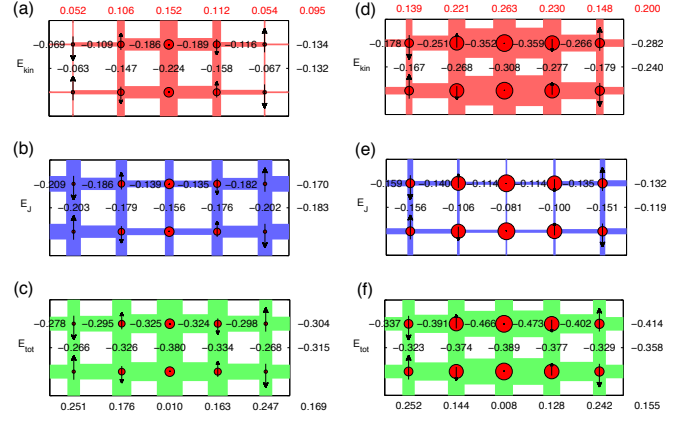 (a)
0.052 0.106 0.152 0.112 0.054 0.095
−0.069 −0.109 −0.186 −0.189 −0.116 −0.134
E_kin −0.063 −0.147 −0.224 −0.158 −0.067 −0.132
(b)
−0.209 −0.186 −0.139 −0.135 −0.182 −0.170
E_J −0.203 −0.179 −0.156 −0.176 −0.202 −0.183
(c)
−0.278 −0.295 −0.325 −0.324 −0.298 −0.304
E_tot −0.266 −0.326 −0.380 −0.334 −0.268 −0.315
0.251 0.176 0.010 0.163 0.247 0.169
(d)
0.139 0.221 0.263 0.230 0.148 0.200
−0.178 −0.251 −0.352 −0.359 −0.266 −0.282
E_kin −0.167 −0.268 −0.308 −0.277 −0.179 −0.240
(e)
−0.159 −0.140 −0.114 −0.114 −0.135 −0.132
E_J −0.156 −0.106 −0.081 −0.100 −0.151 −0.119
(f)
−0.337 −0.391 −0.466 −0.473 −0.402 −0.414
E_tot −0.323 −0.374 −0.389 −0.377 −0.329 −0.358
0.252 0.144 0.008 0.128 0.242 0.155